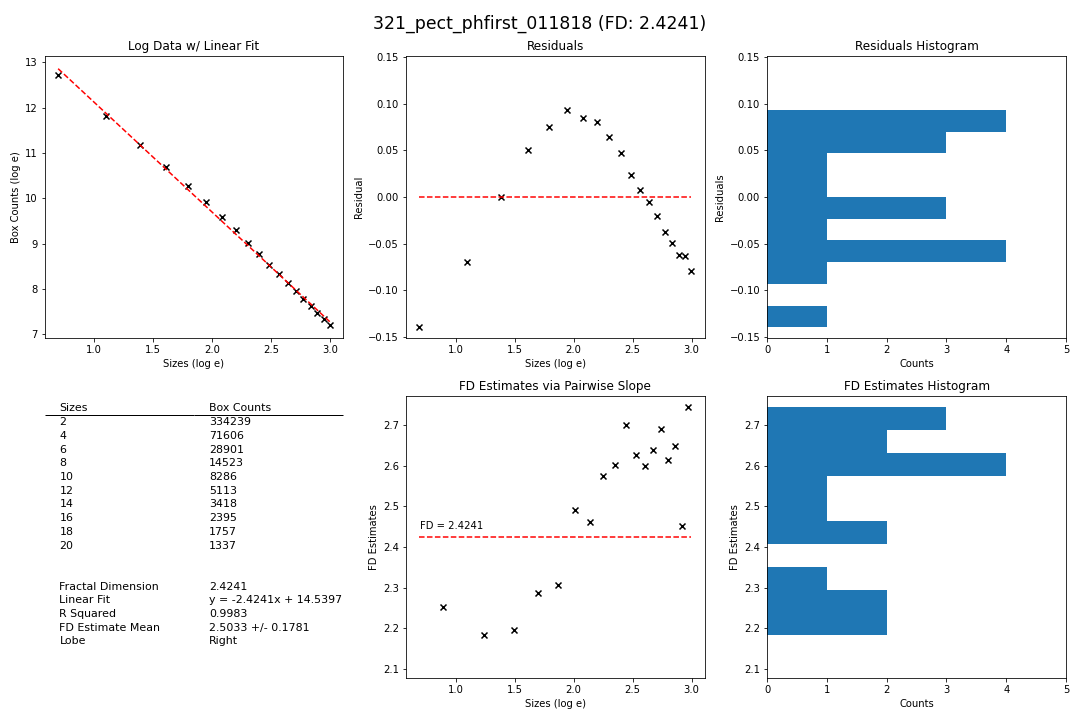 321_pect_phfirst_011818 (FD: 2.4241)
Log Data w/ Linear Fit
13
12
11
10
9
8
7
Box Counts (log e)
1.0 1.5 2.0 2.5 3.0
Sizes (log e)
Residuals
0.15
0.10
0.05
0.00
−0.05
−0.10
−0.15
Residual
1.0 1.5 2.0 2.5 3.0
Sizes (log e)
Residuals Histogram
0.15
0.10
0.05
0.00
−0.05
−0.10
−0.15
Residuals
0 1 2 3 4 5
Counts
Sizes Box Counts
2 334239
4 71606
6 28901
8 14523
10 8286
12 5113
14 3418
16 2395
18 1757
20 1337
Fractal Dimension 2.4241
Linear Fit y = -2.4241x + 14.5397
R Squared 0.9983
FD Estimate Mean 2.5033 +/- 0.1781
Lobe Right
FD Estimates via Pairwise Slope
2.7
2.6
2.5
2.4
2.3
2.2
2.1
FD Estimates
FD = 2.4241
1.0 1.5 2.0 2.5 3.0
Sizes (log e)
FD Estimates Histogram
2.7
2.6
2.5
2.4
2.3
2.2
2.1
FD Estimates
0 1 2 3 4 5
Counts